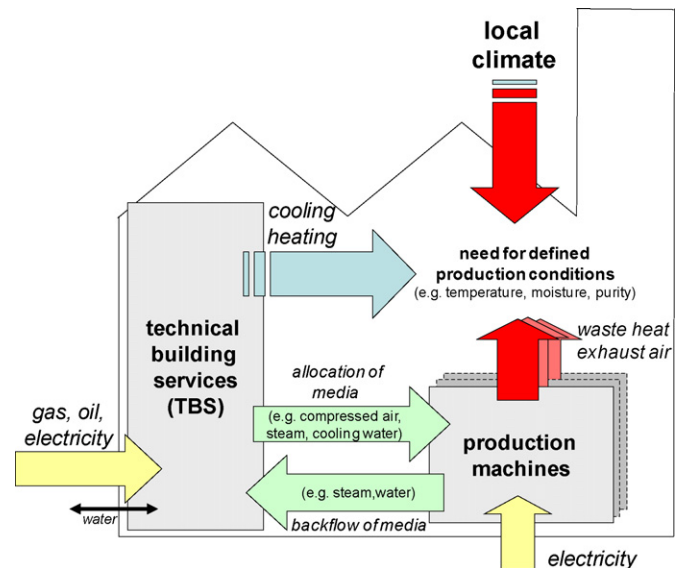 local
climate
cooling
heating
need for defined
production conditions
(e.g. temperature, moisture, purity)
technical
building
services
(TBS)
waste heat
exhaust air
allocation of
media
(e.g. compressed air,
steam, cooling water)
gas, oil,
electricity
production
machines
(e.g. steam,water)
water
backflow of media
electricity